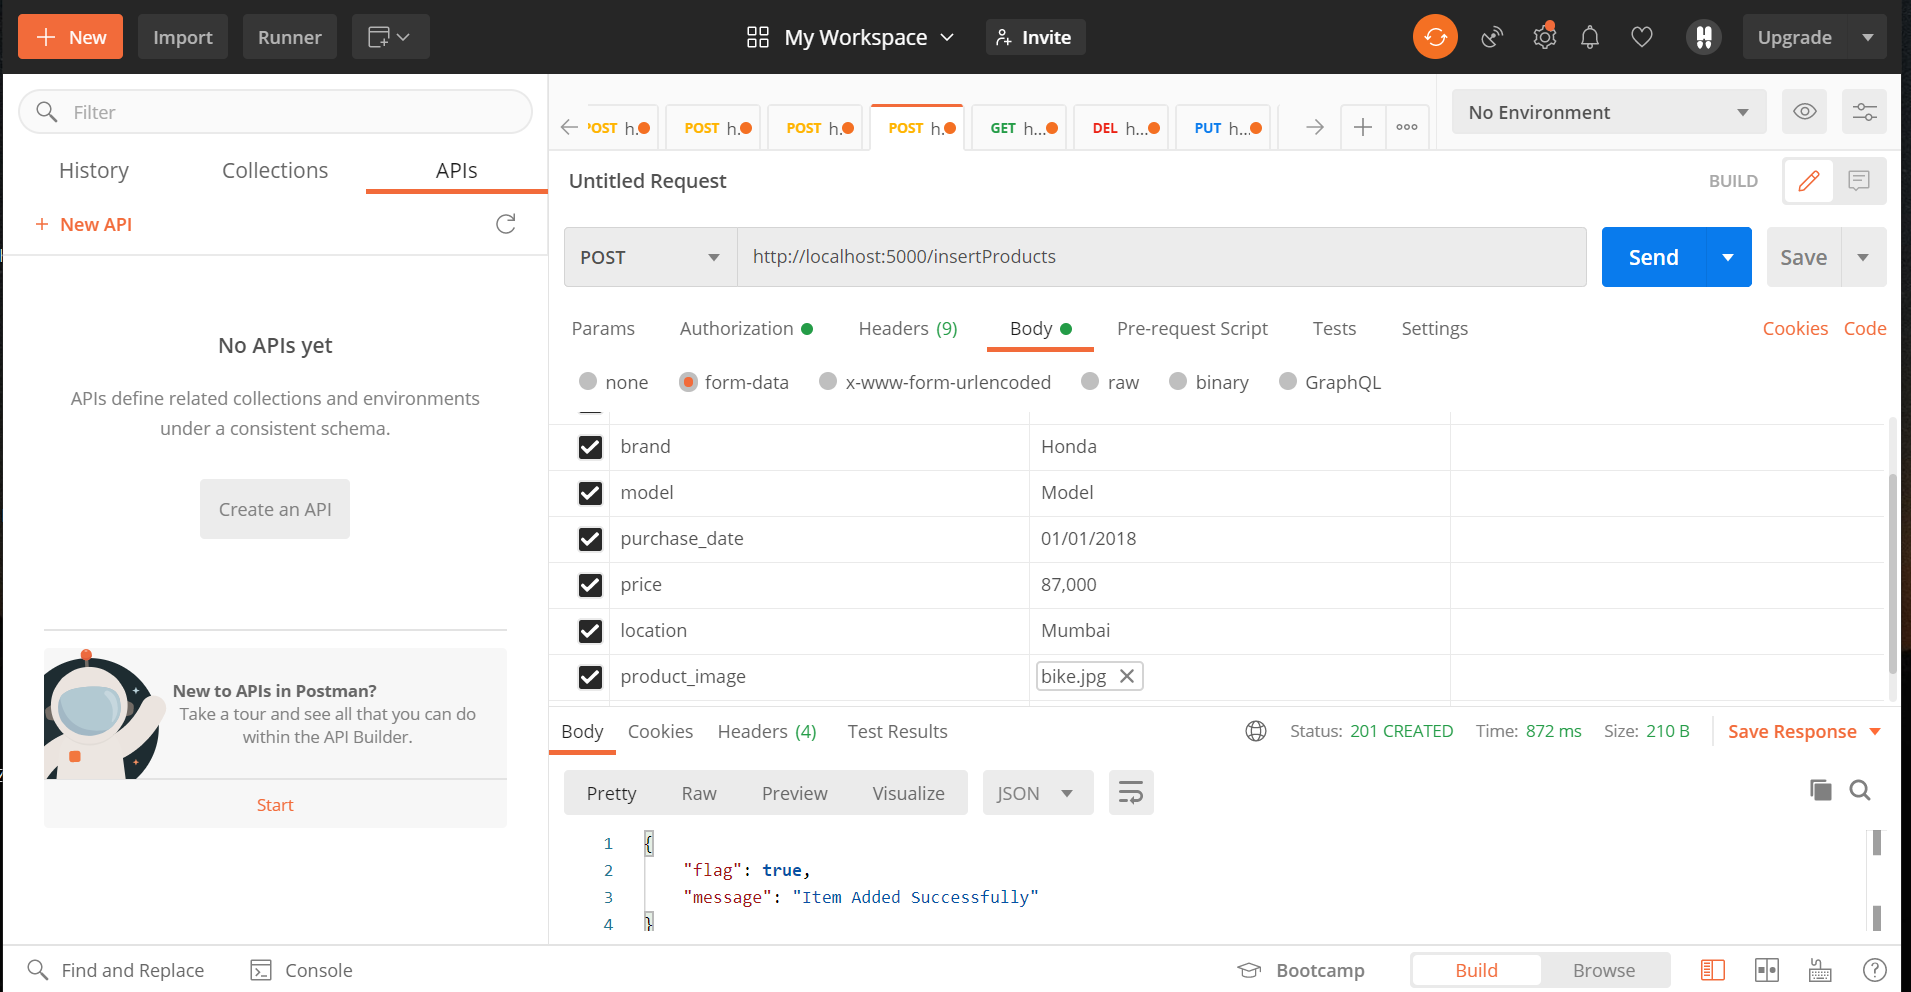 New Import Runner My Workspace Invite Upgrade
Filter
POST h. POST h. POST h. POST h. GET h... DEL h... PUT h... No Environment
History Collections APIs
Untitled Request BUILD
+ New API
POST http://localhost:5000/insertProducts Send Save
Params Authorization Headers (9) Body Pre-request Script Tests Settings Cookies Code
No APIs yet
APIs define related collections and environments
under a consistent schema.
Create an API
none form-data x-www-form-urlencoded raw binary GraphQL
brand Honda
model Model
purchase_date 01/01/2018
price 87,000
location Mumbai
product_image bike.jpg
New to APIs in Postman?
Take a tour and see all that you can do
within the API Builder.
Start
Body Cookies Headers (4) Test Results Status: 201 CREATED Time: 872 ms Size: 210 B Save Response
Pretty Raw Preview Visualize JSON
1 {
2 "flag": true,
3 "message": "Item Added Successfully"
4 }
Find and Replace Console Bootcamp Build Browse